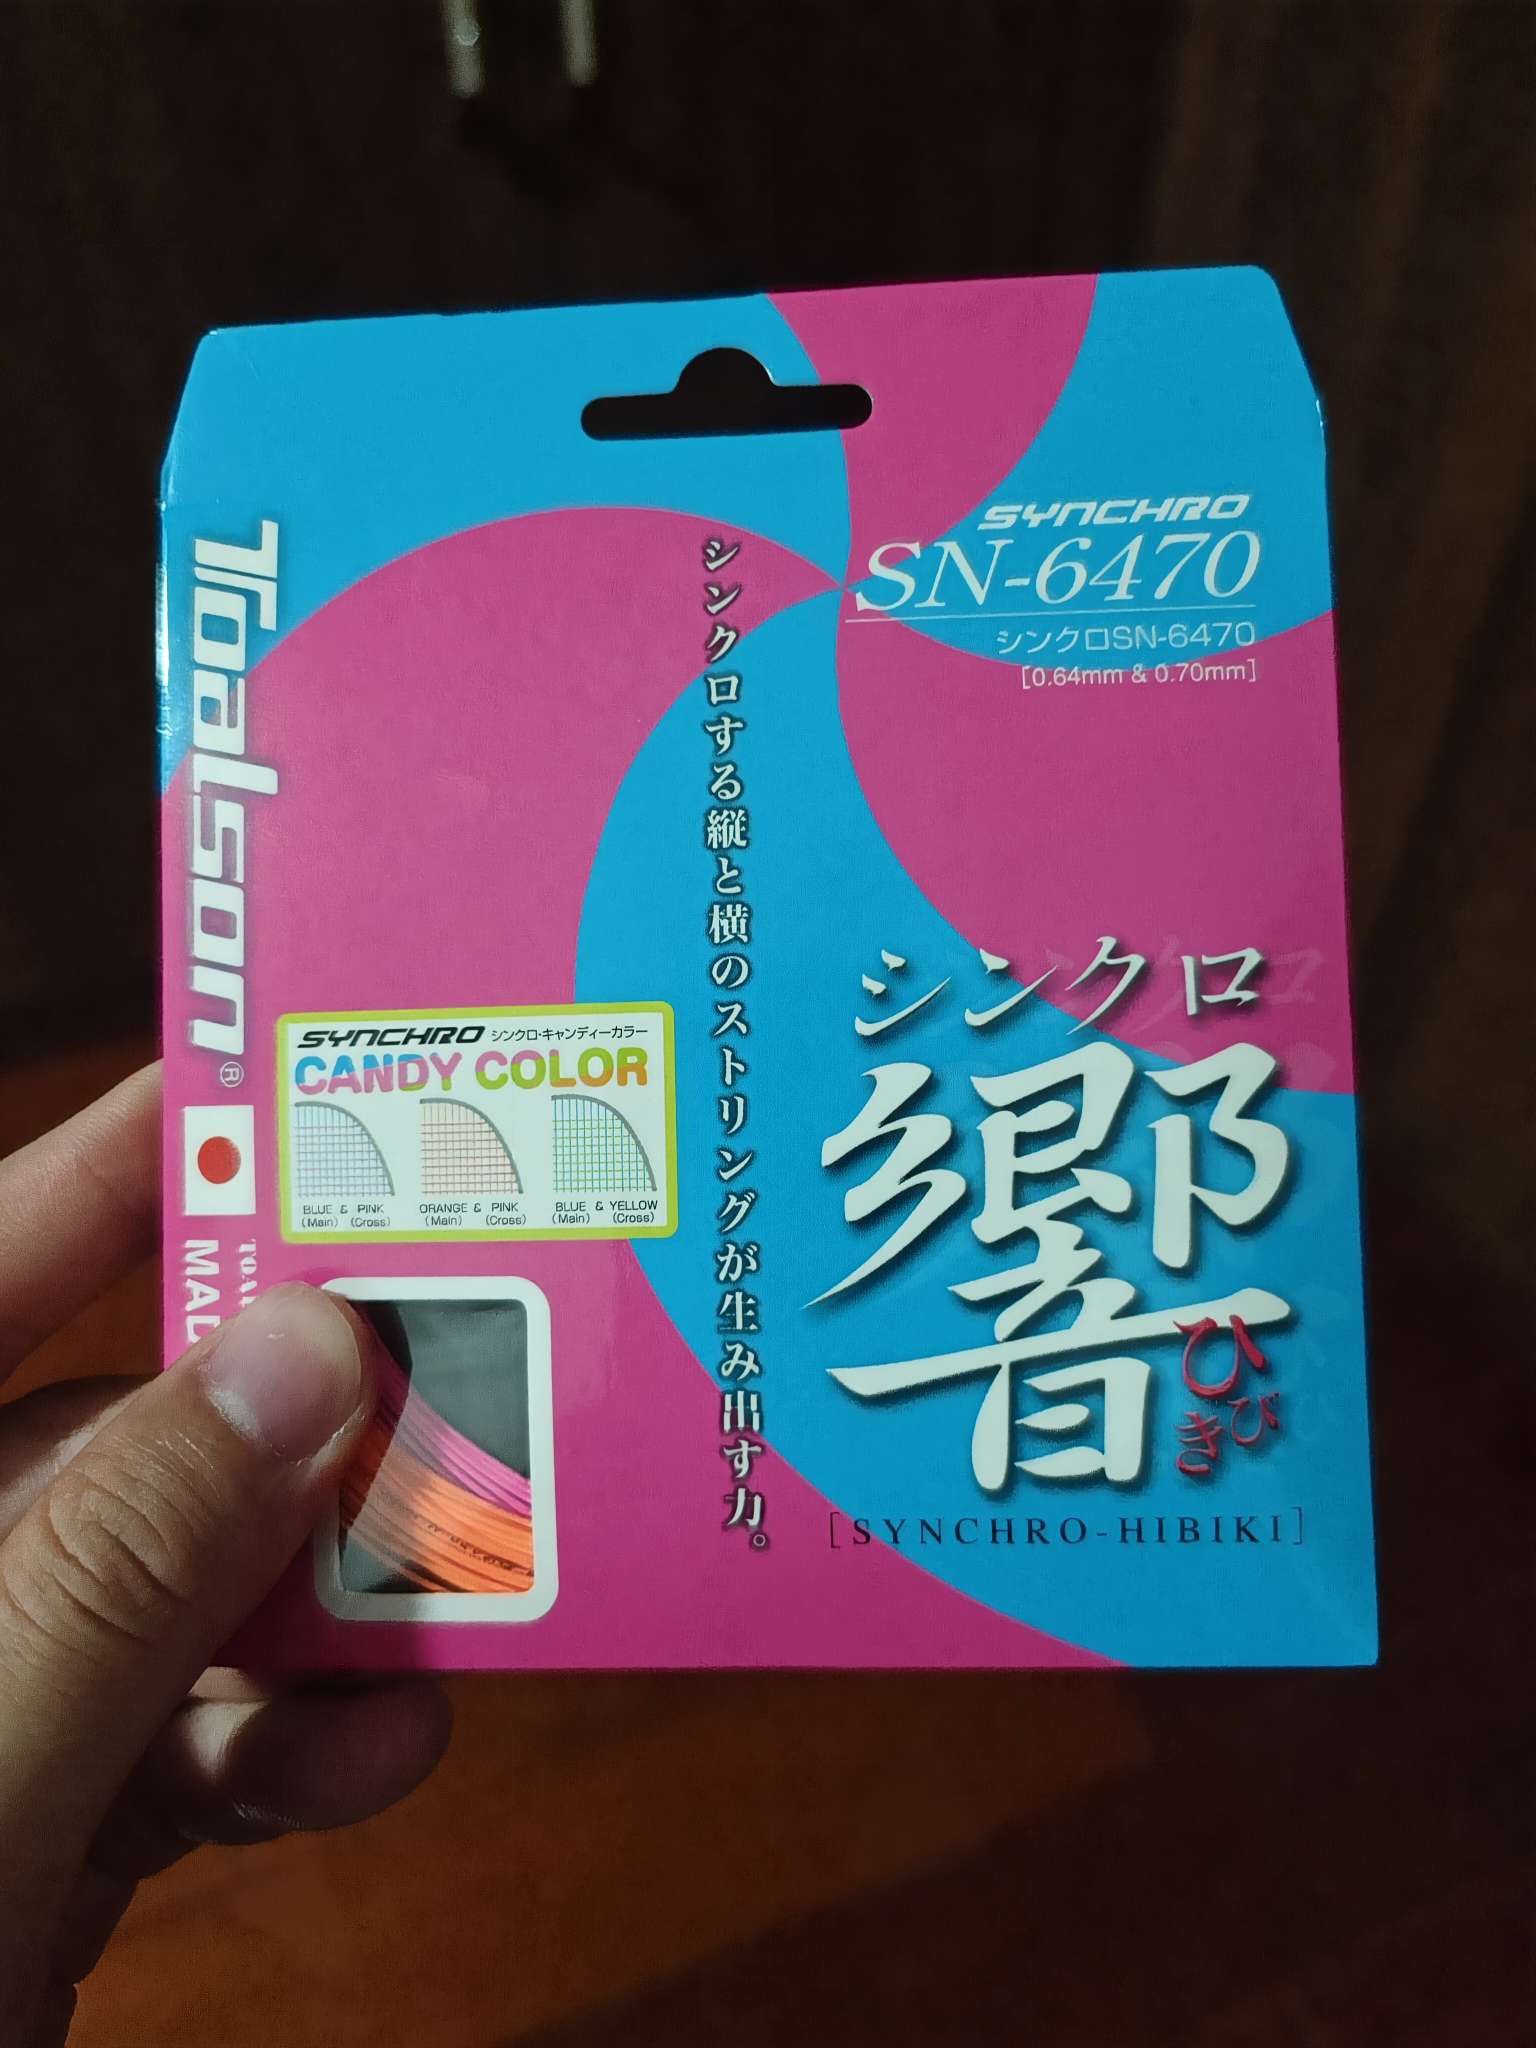 SYNCHRO
SN-6470
シンクロSN-6470
[0.64mm & 0.70mm]
Toalson®
シンクロする縦と横のストリングが生み出す力。
シンクロ
響
ひびき
[SYNCHRO-HIBIKI]
SYNCHRO シンクロ・キャンディーカラー
CANDY COLOR
BLUE & PINK
(Main) (Cross)
ORANGE & PINK
(Main) (Cross)
BLUE & YELLOW
(Main) (Cross)